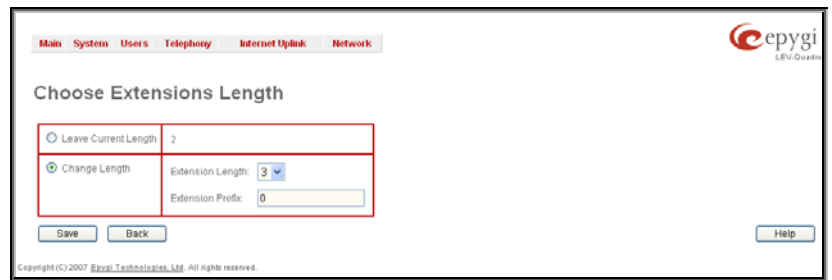 Main System Users Telephony Internet Uplink Network
epygi
LEV-Quadro
Choose Extensions Length
Leave Current Length 2
Change Length Extension Length: 3
Extension Prefix: 0
Save Back Help
Copyright (C) 2007 Epygi Technologies, Ltd. All rights reserved.